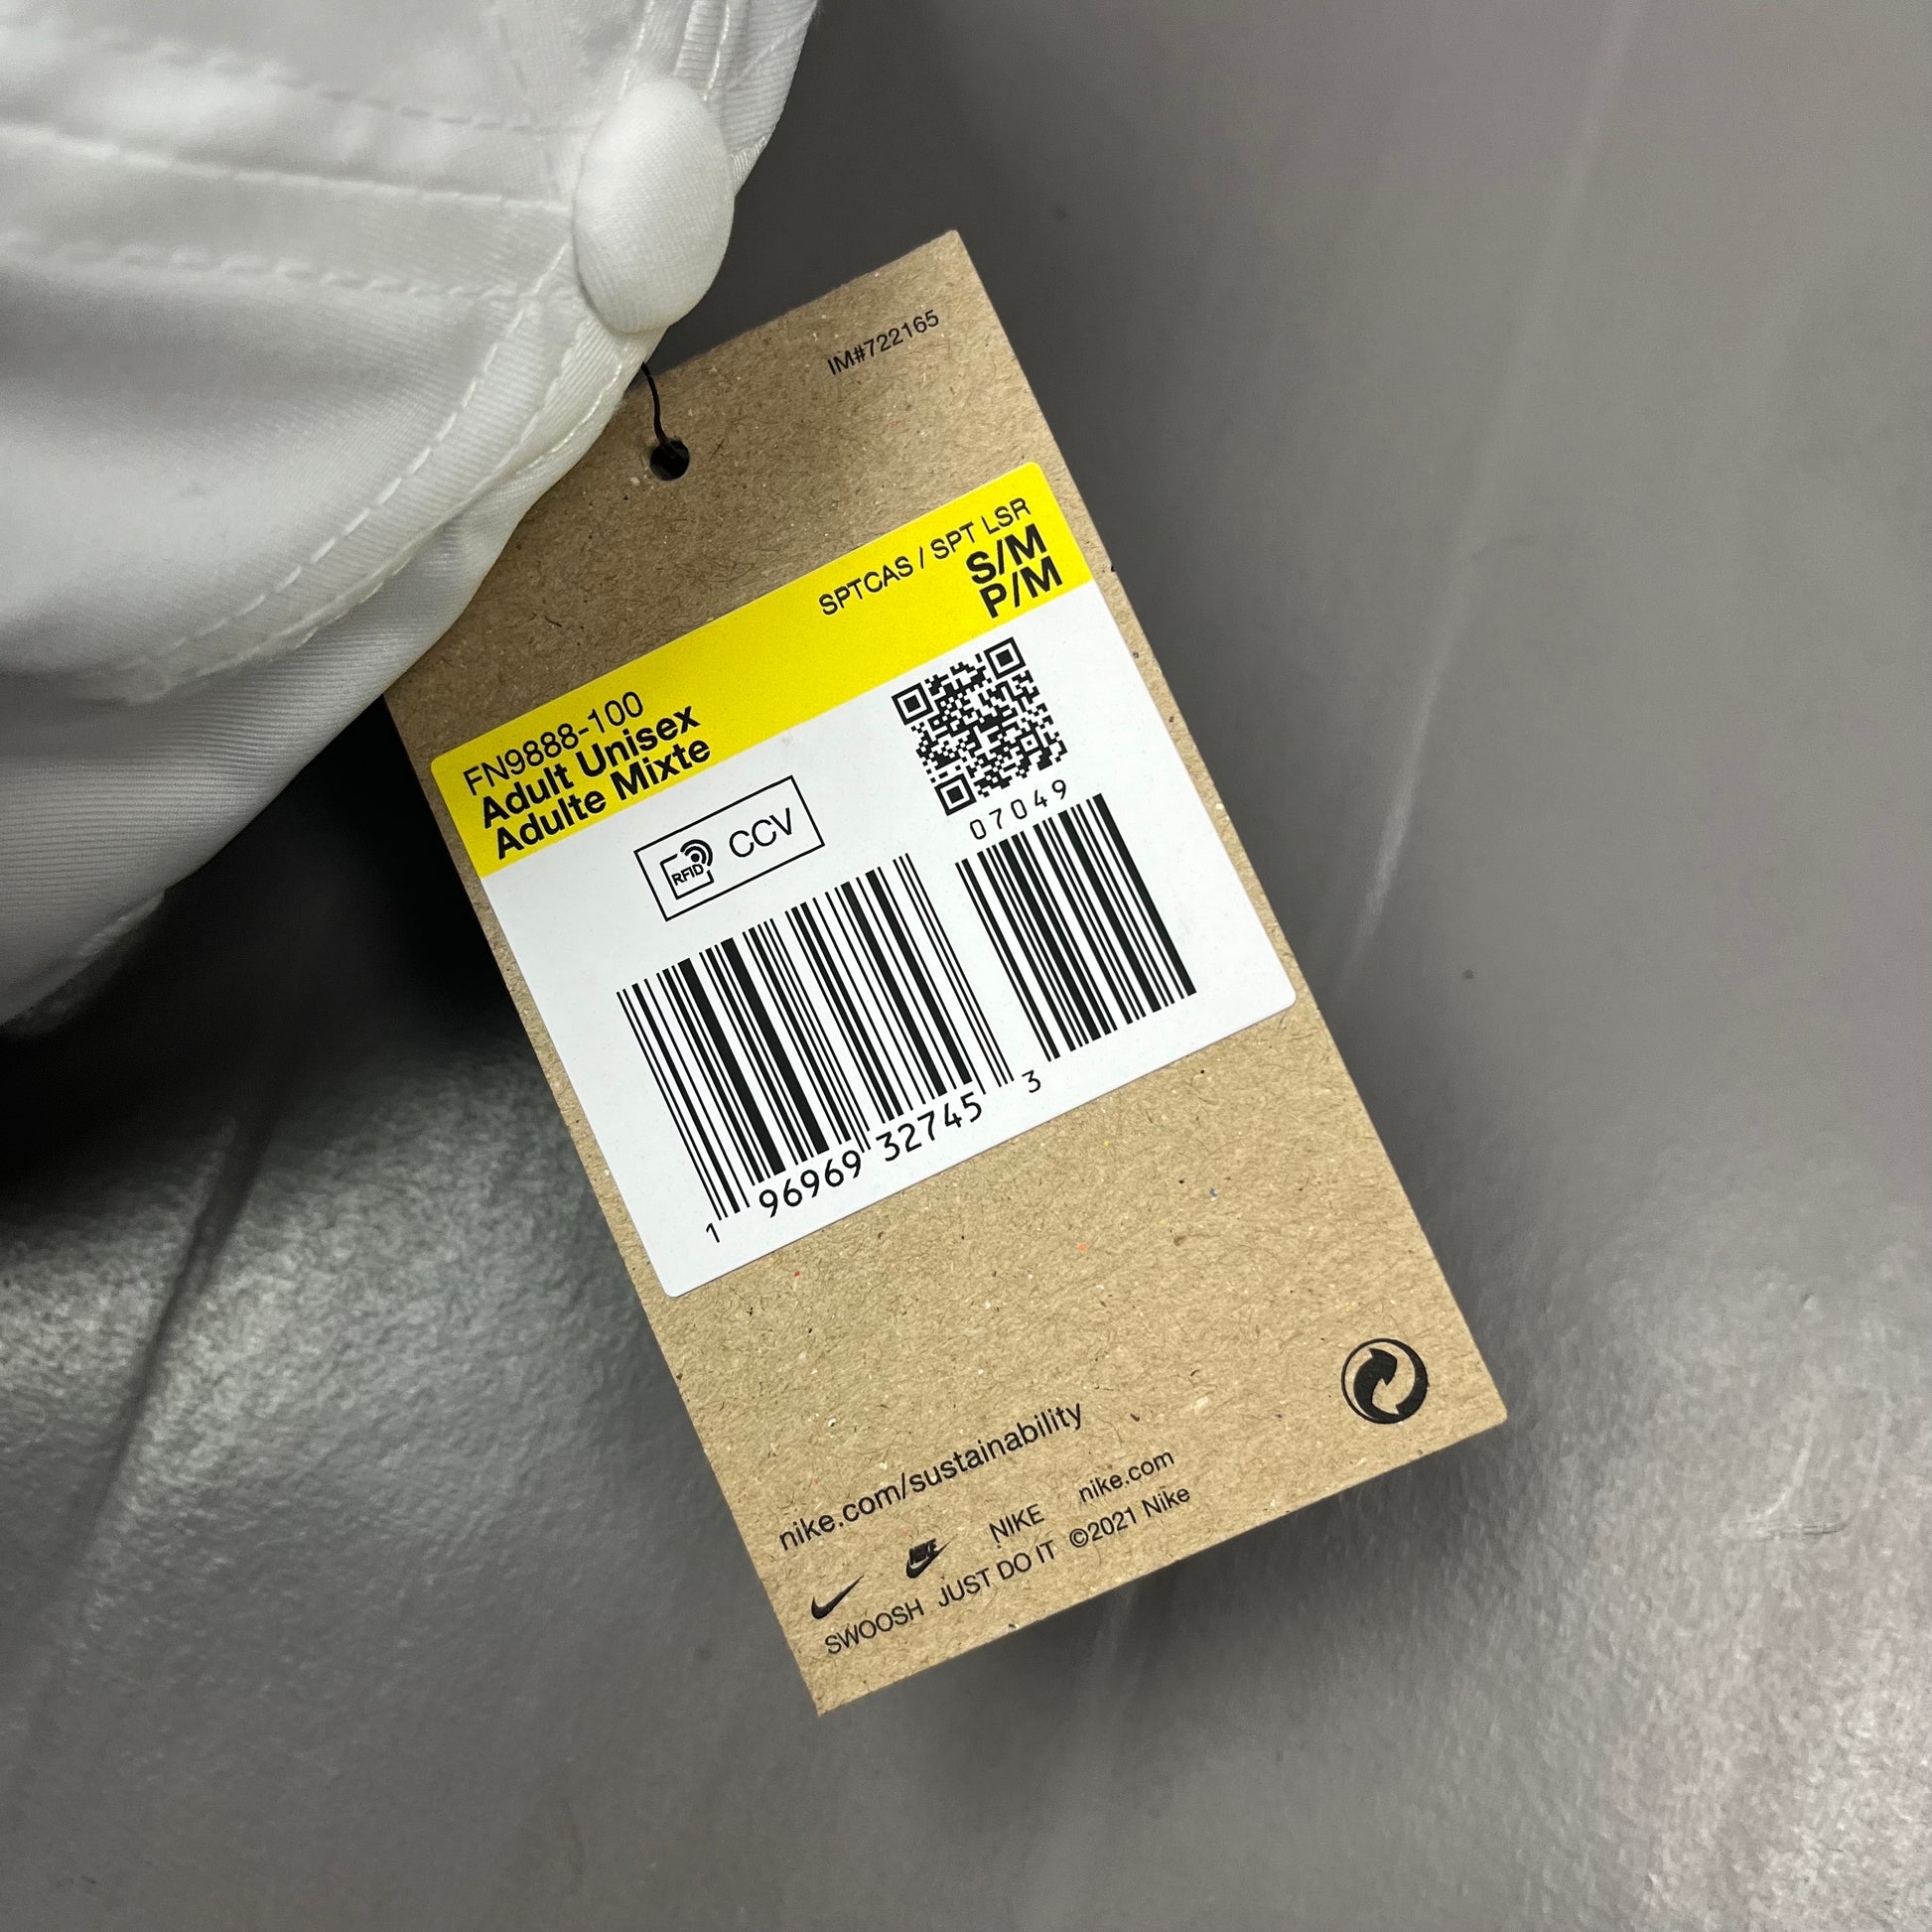 IM#722165
SPTCAS / SPT LSR
S/M
P/M
FN9888-100
Adult Unisex
Adulte Mixte
RFID CCV
07049
1 96969 32745 3
nike.com/sustainability
NIKE NIKE nike.com
SWOOSH JUST DO IT ©2021 Nike